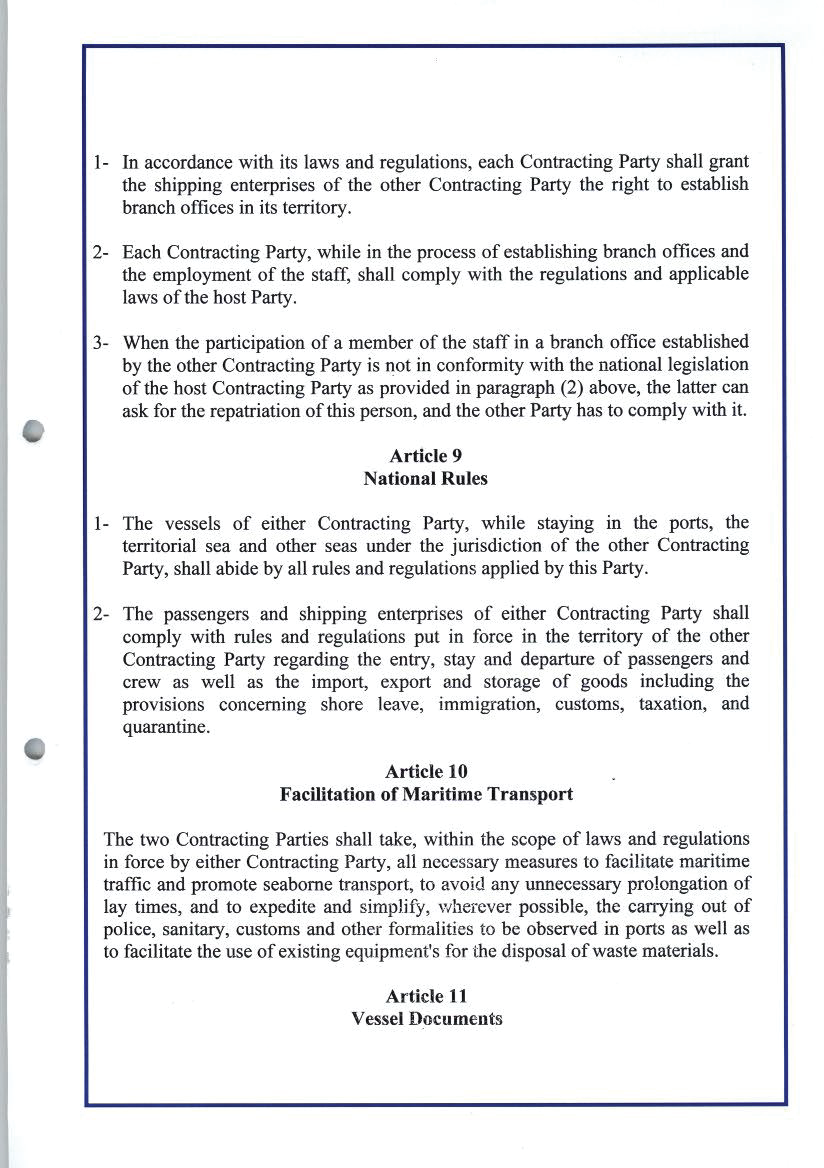 1- In accordance with its laws and regulations, each Contracting Party shall grant
the shipping enterprises of the other Contracting Party the right to establish
branch offices in its territory.
2- Each Contracting Party, while in the process of establishing branch offices and
the employment of the staff, shall comply with the regulations and applicable
laws of the host Party.
3- When the participation of a member of the staff in a branch office established
by the other Contracting Party is not in conformity with the national legislation
of the host Contracting Party as provided in paragraph (2) above, the latter can
ask for the repatriation of this person, and the other Party has to comply with it.
Article 9
National Rules
1- The vessels of either Contracting Party, while staying in the ports, the
territorial sea and other seas under the jurisdiction of the other Contracting
Party, shall abide by all rules and regulations applied by this Party.
2- The passengers and shipping enterprises of either Contracting Party shall
comply with rules and regulations put in force in the territory of the other
Contracting Party regarding the entry, stay and departure of passengers and
crew as well as the import, export and storage of goods including the
provisions concerning shore leave, immigration, customs, taxation, and
quarantine.
Article 10
Facilitation of Maritime Transport
The two Contracting Parties shall take, within the scope of laws and regulations
in force by either Contracting Party, all necessary measures to facilitate maritime
traffic and promote seaborne transport, to avoid any unnecessary prolongation of
lay times, and to expedite and simplify, wherever possible, the carrying out of
police, sanitary, customs and other formalities to be observed in ports as well as
to facilitate the use of existing equipment's for the disposal of waste materials.
Article 11
Vessel Documents